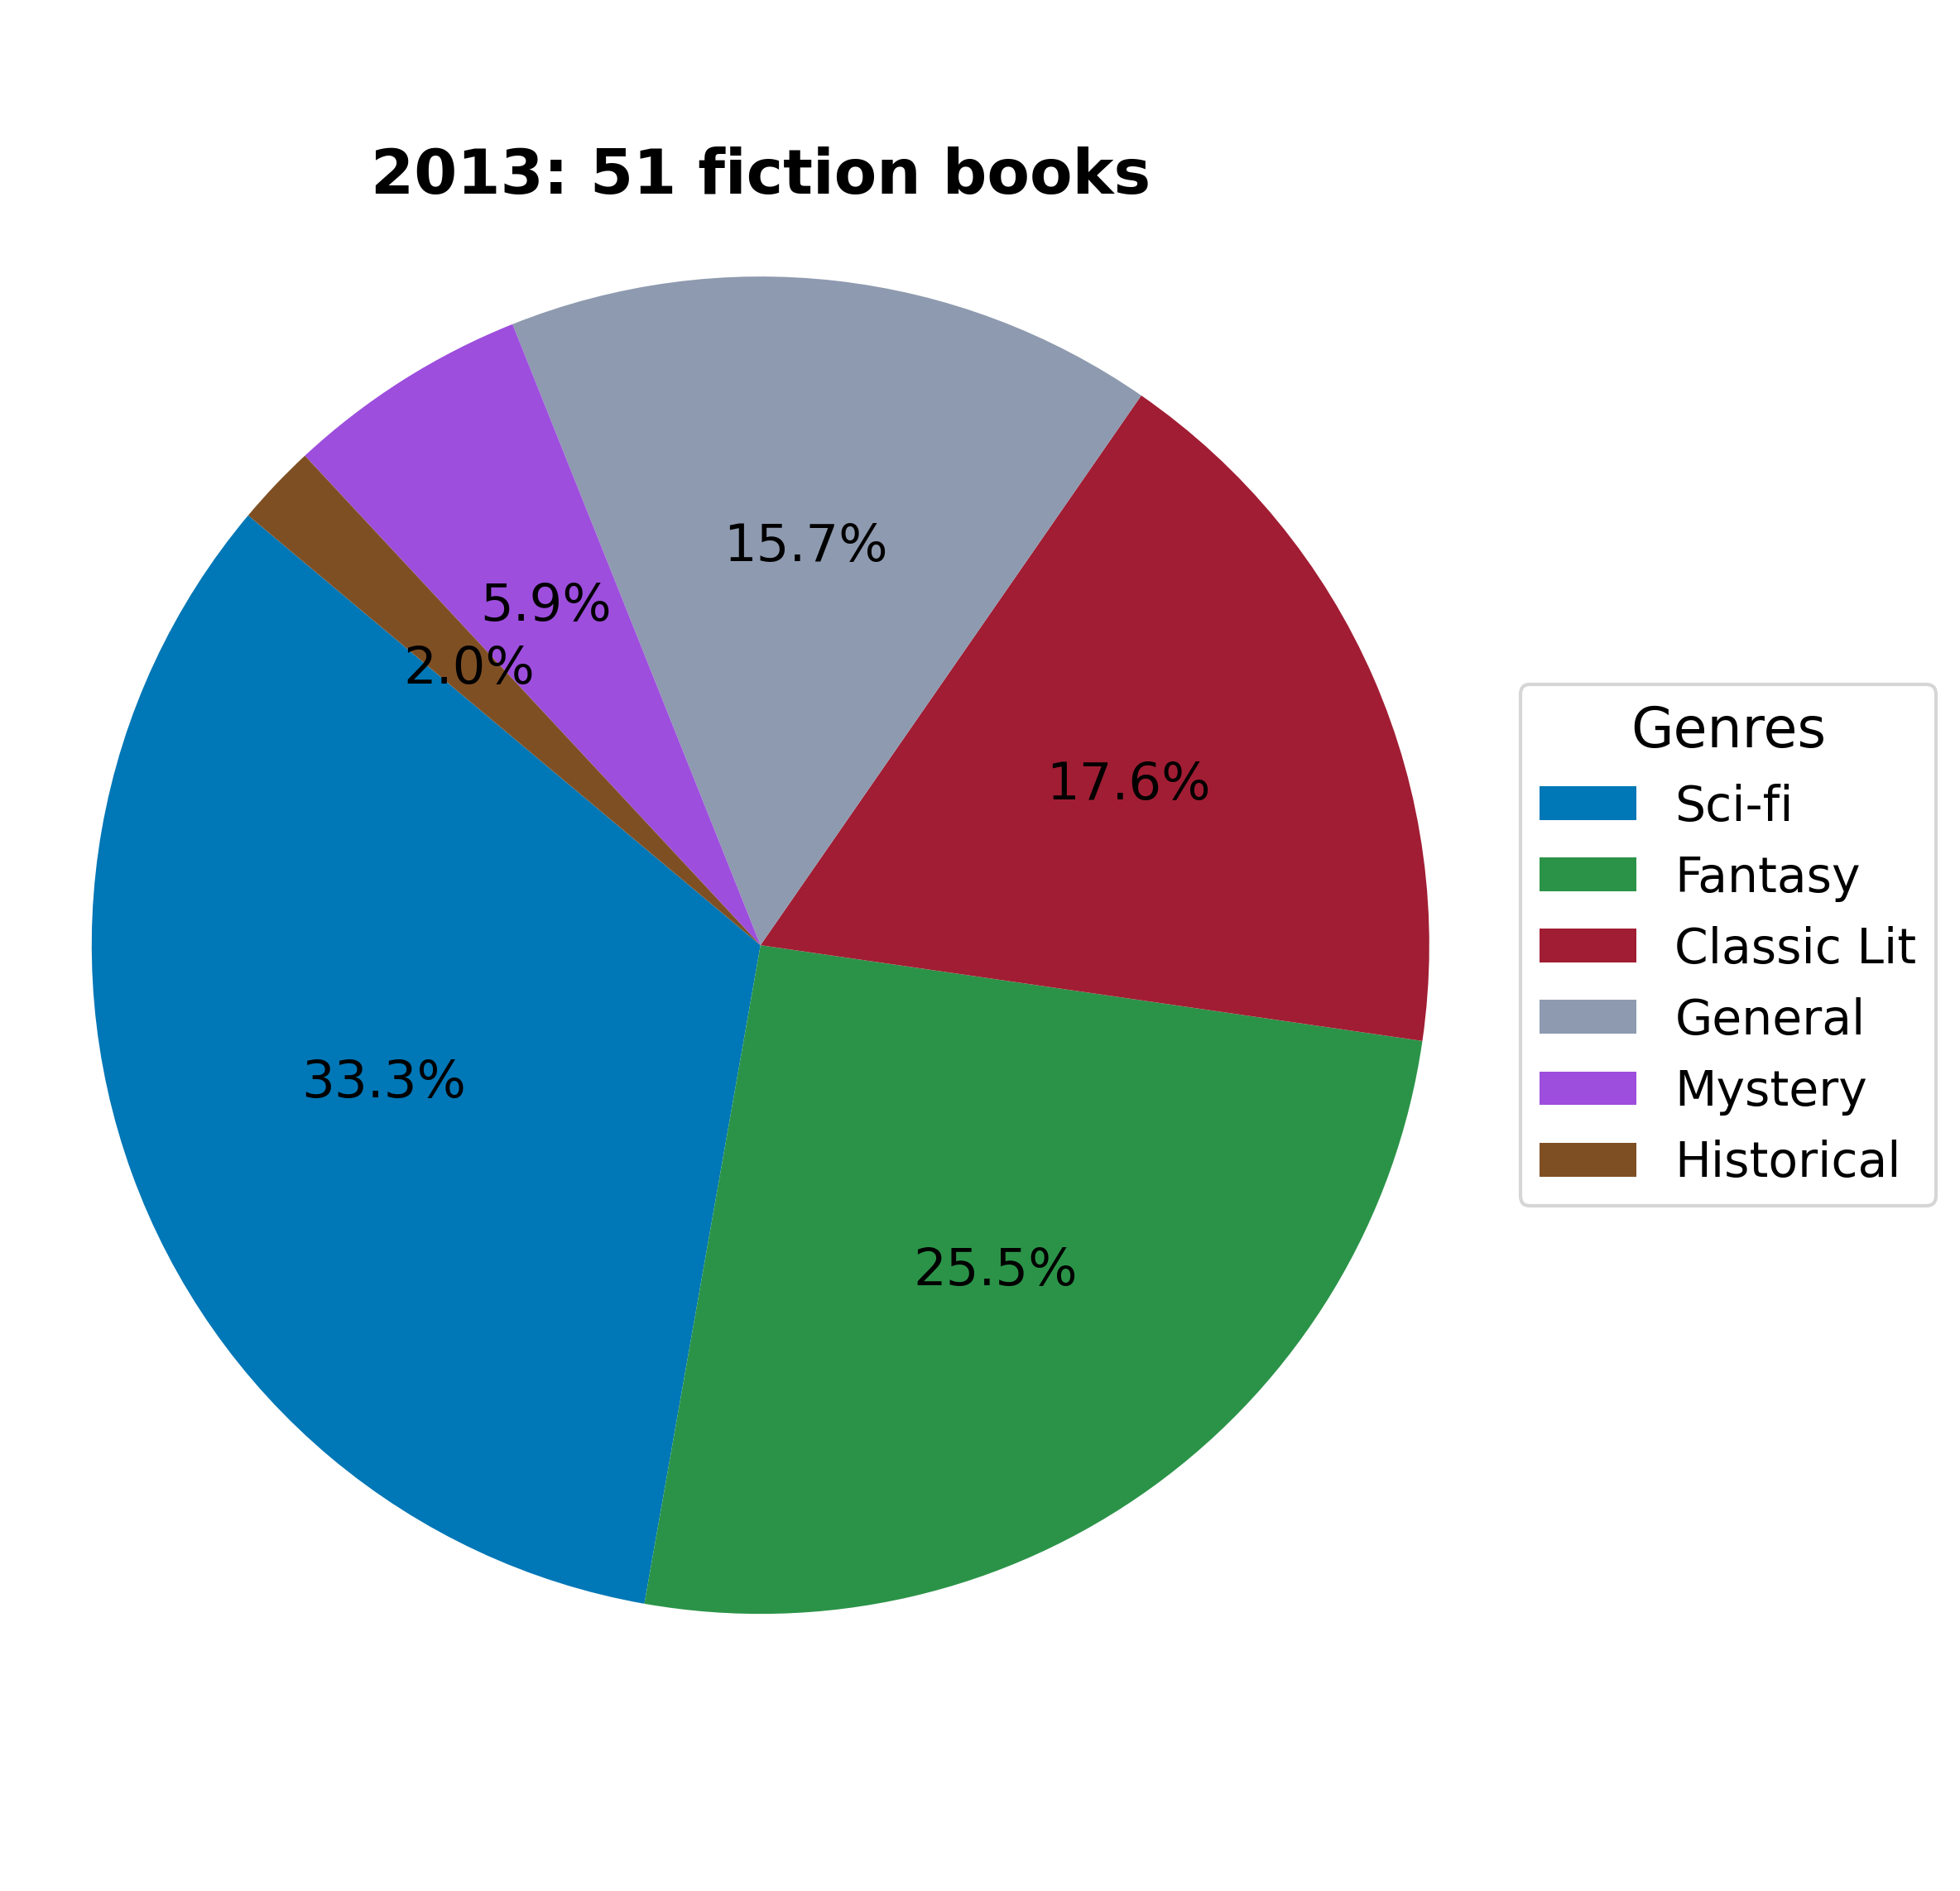 2013: 51 fiction books
15.7%
5.9%
2.0%
17.6%
33.3%
25.5%
Genres
Sci-fi
Fantasy
Classic Lit
General
Mystery
Historical